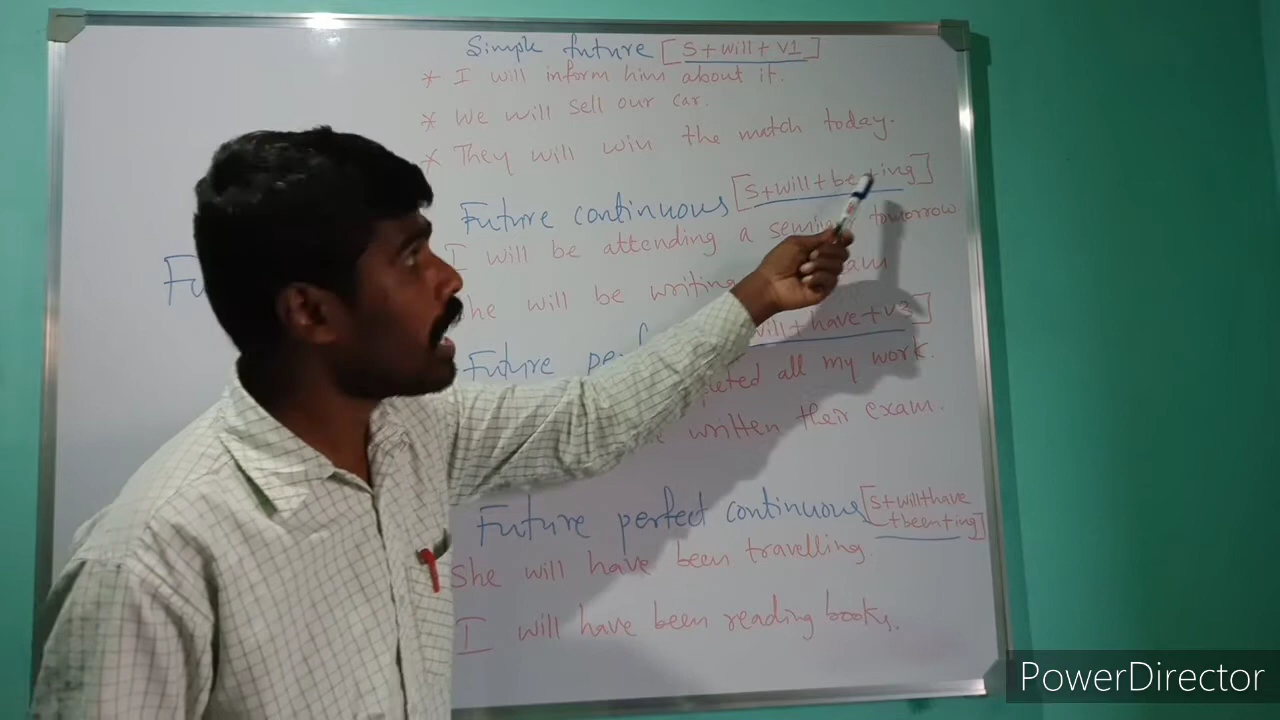 Simple future [S+will+V1]
* I will inform him about it.
* We will sell our car.
* They will win the match today.
Future continuous [S+will+be+ing]
I will be attending a tomorrow
will be writing
Future will+have+V3]
all my work.
written their exam.
Future perfect continuous [S+will+have
+been+ing]
She will have been travelling.
I will have been reading books.
PowerDirector